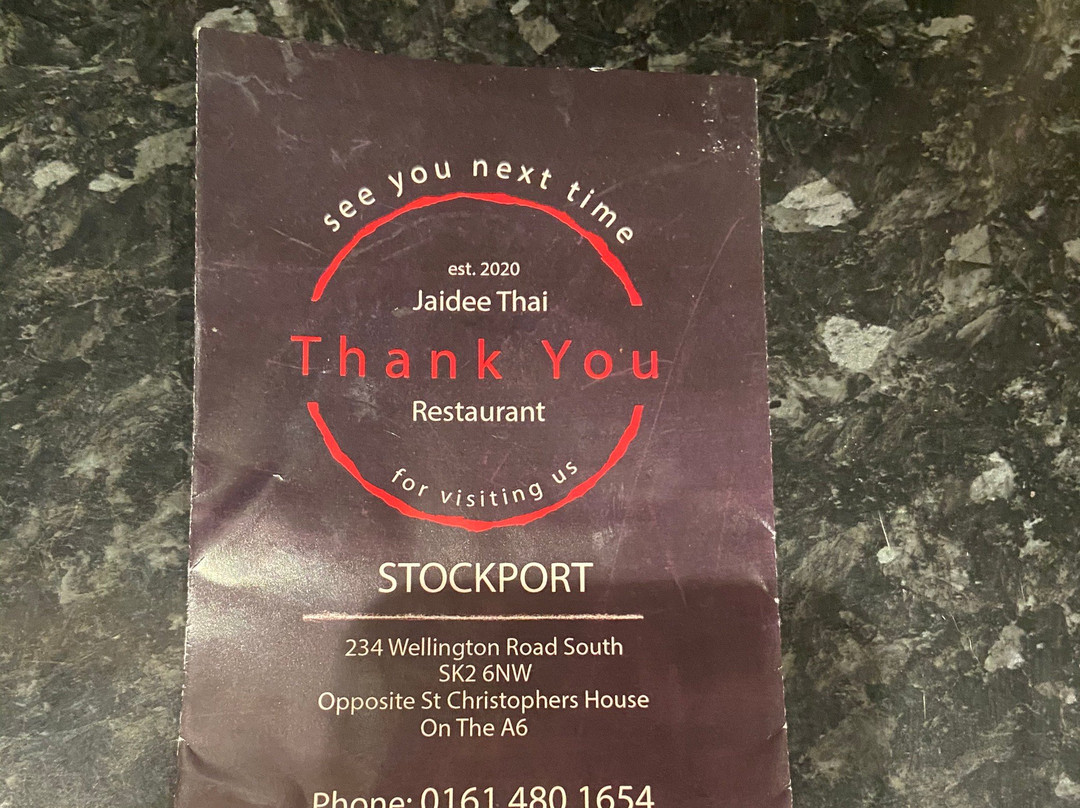 see you next time
est. 2020
Jaidee Thai
Thank You
Restaurant
for visiting us
STOCKPORT
234 Wellington Road South
SK2 6NW
Opposite St Christophers House
On The A6
Phone: 0161 480 1654